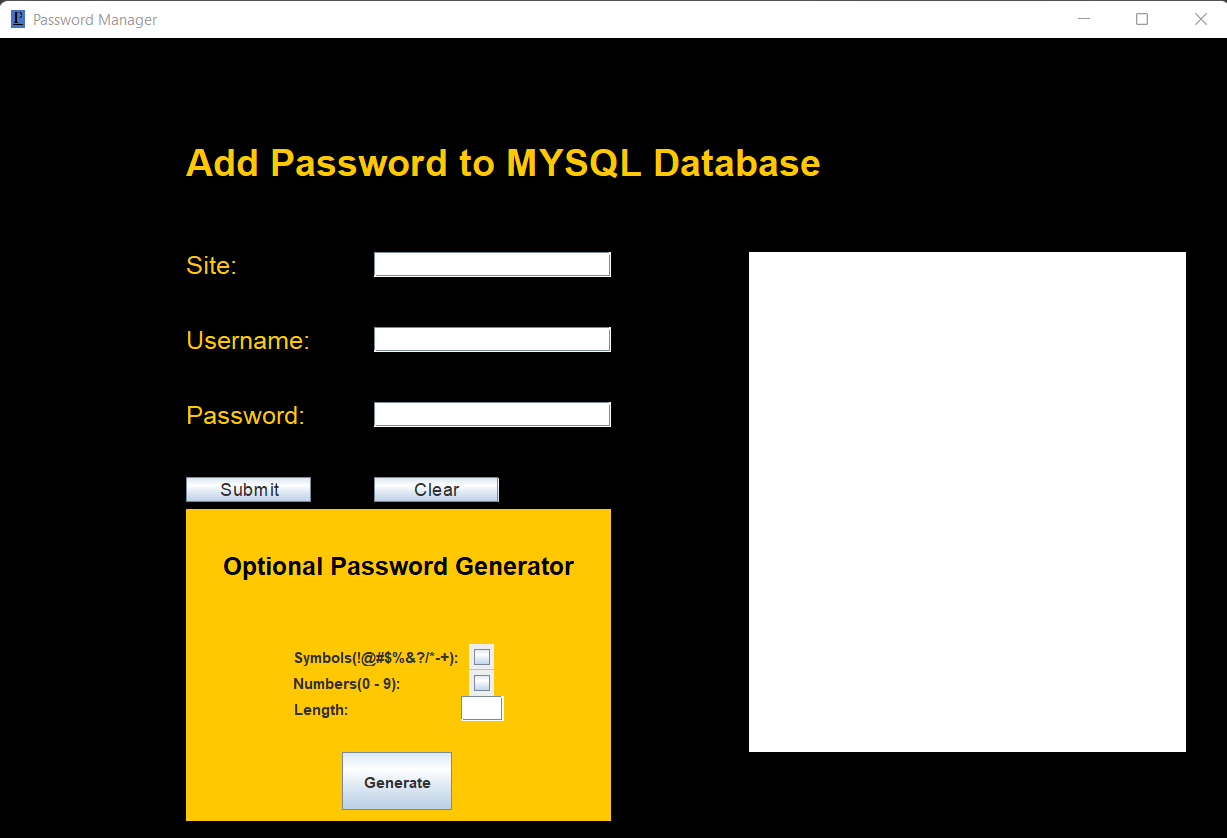 P Password Manager
Add Password to MYSQL Database
Site:
Username:
Password:
Submit Clear
Optional Password Generator
Symbols(!@#$%&?/*-+):
Numbers(0 - 9):
Length:
Generate